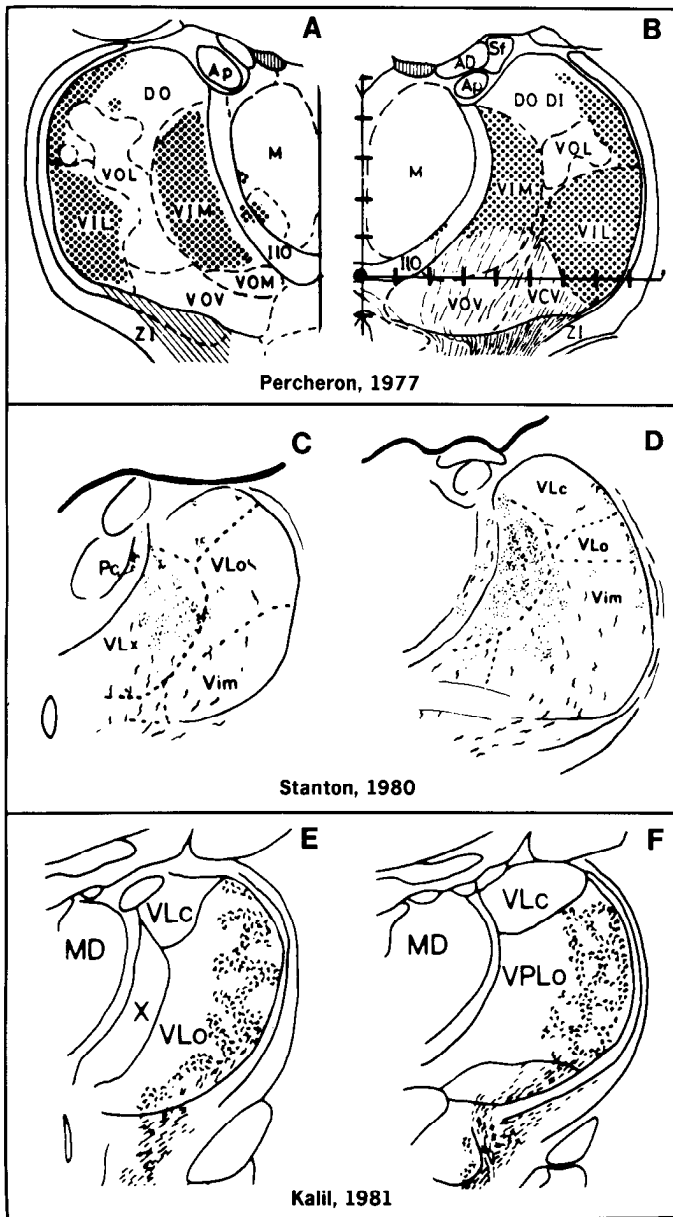 A
Ap
DO
M
VOL
VIM
VIL
IIO
VOM
VOV
ZI
B
Sf
AD
Ap
DO DI
VOL
M
VIM
VIL
IIO
VOV
VCV
ZI
Percheron, 1977
C
Pc
VLo
VLx
Vim
D
VLc
VLo
Vim
Stanton, 1980
E
VLc
MD
X
VLo
F
VLc
MD
VPLo
Kalil, 1981